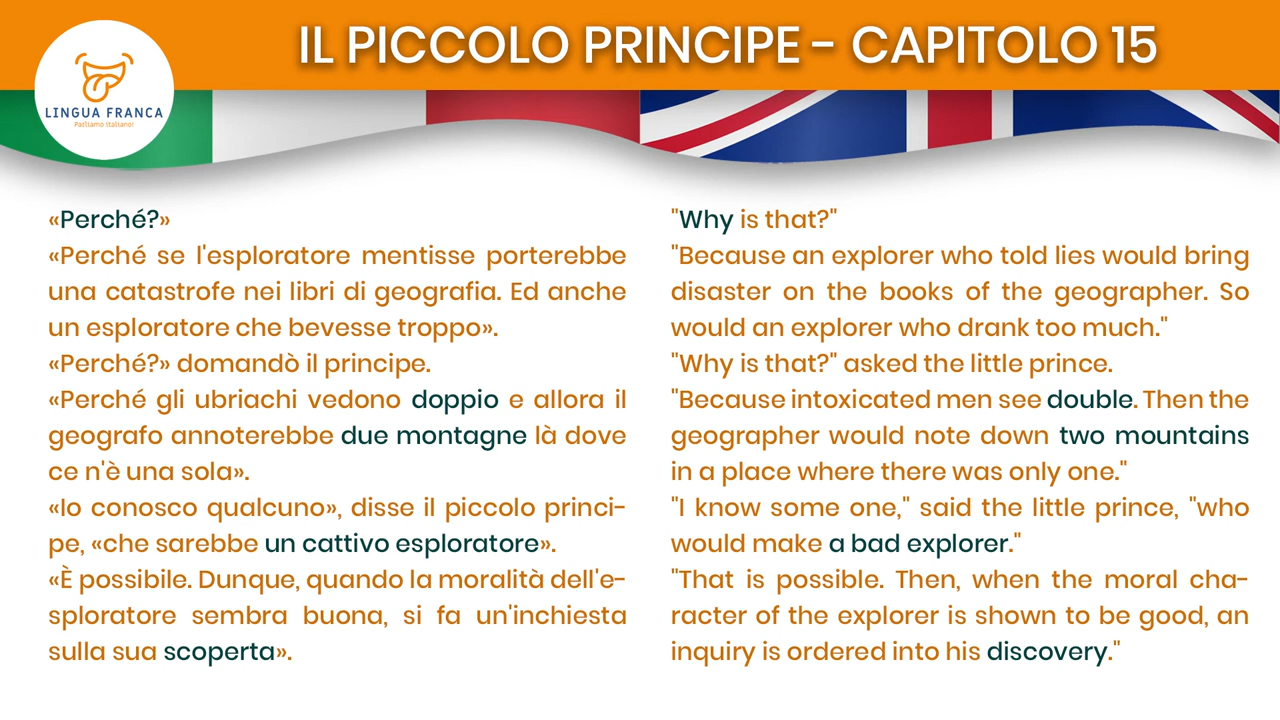 IL PICCOLO PRINCIPE - CAPITOLO 15
LINGUA FRANCA
Parliamo Italiano!
«Perché?»
«Perché se l'esploratore mentisse porterebbe
una catastrofe nei libri di geografia. Ed anche
un esploratore che bevesse troppo».
«Perché?» domandò il principe.
«Perché gli ubriachi vedono doppio e allora il
geografo annoterebbe due montagne là dove
ce n'è una sola».
«Io conosco qualcuno», disse il piccolo princi-
pe, «che sarebbe un cattivo esploratore».
«È possibile. Dunque, quando la moralità dell'e-
sploratore sembra buona, si fa un'inchiesta
sulla sua scoperta».
"Why is that?"
"Because an explorer who told lies would bring
disaster on the books of the geographer. So
would an explorer who drank too much."
"Why is that?" asked the little prince.
"Because intoxicated men see double. Then the
geographer would note down two mountains
in a place where there was only one."
"I know some one," said the little prince, "who
would make a bad explorer."
"That is possible. Then, when the moral cha-
racter of the explorer is shown to be good, an
inquiry is ordered into his discovery."